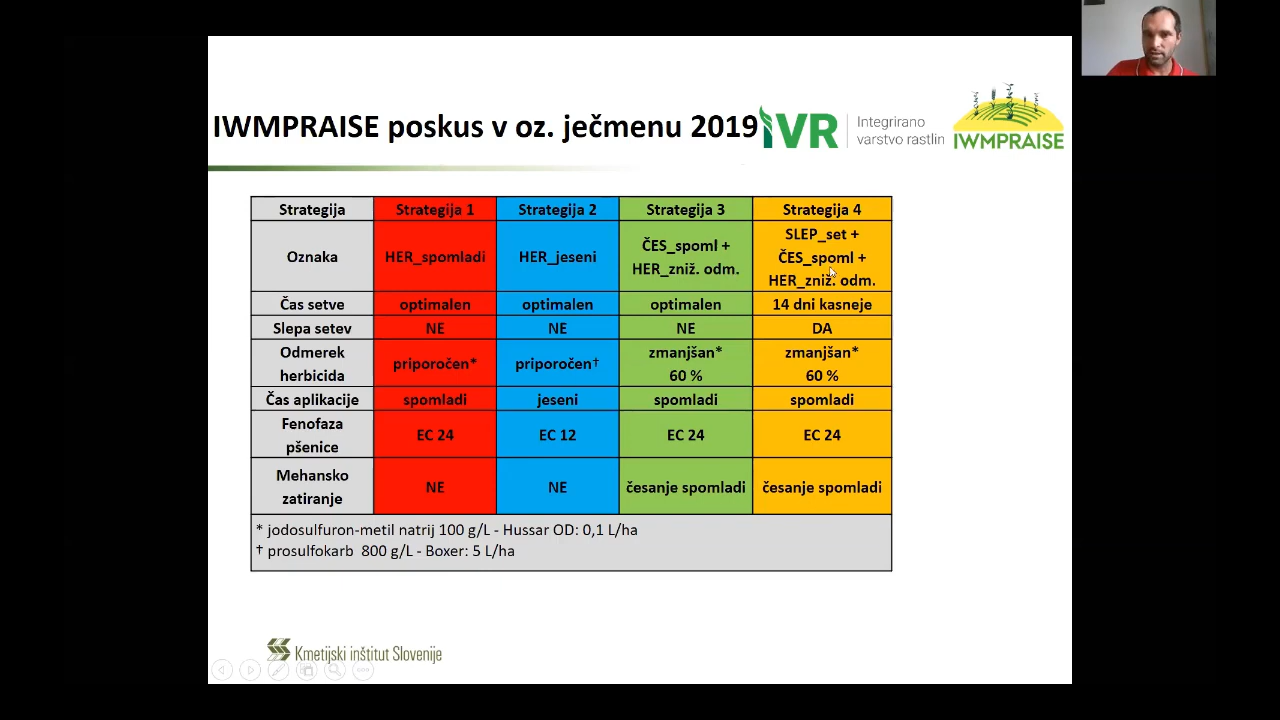 IWMPRAISE poskus v oz. ječmenu 2019
iVR
Integrirano
varstvo rastlin
IWMPRAISE
Strategija Strategija 1 Strategija 2 Strategija 3 Strategija 4
Oznaka HER_spomladi HER_jeseni ČES_spoml + HER_zniž. odm. SLEP_set + ČES_spoml + HER_zniž. odm.
Čas setve optimalen optimalen optimalen 14 dni kasneje
Slepa setev NE NE NE DA
Odmerek herbicida priporočen* priporočen† zmanjšan* 60 % zmanjšan* 60 %
Čas aplikacije spomladi jeseni spomladi spomladi
Fenofaza pšenice EC 24 EC 12 EC 24 EC 24
Mehansko zatiranje NE NE česanje spomladi česanje spomladi
* jodosulfuron-metil natrij 100 g/L - Hussar OD: 0,1 L/ha
† prosulfokarb 800 g/L - Boxer: 5 L/ha
Kmetijski inštitut Slovenije